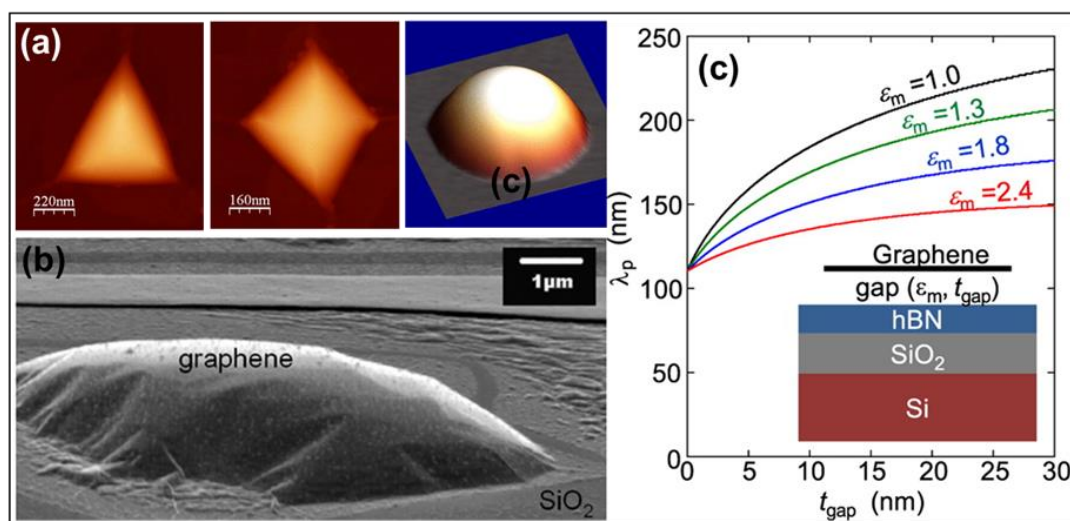 (a)
220nm
160nm
(c)
(b)
1µm
graphene
SiO₂
(c)
250
200
150
100
50
0
λp (nm)
εm =1.0
εm =1.3
εm =1.8
εm =2.4
Graphene
gap (εm, tgap)
hBN
SiO₂
Si
0 5 10 15 20 25 30
tgap (nm)